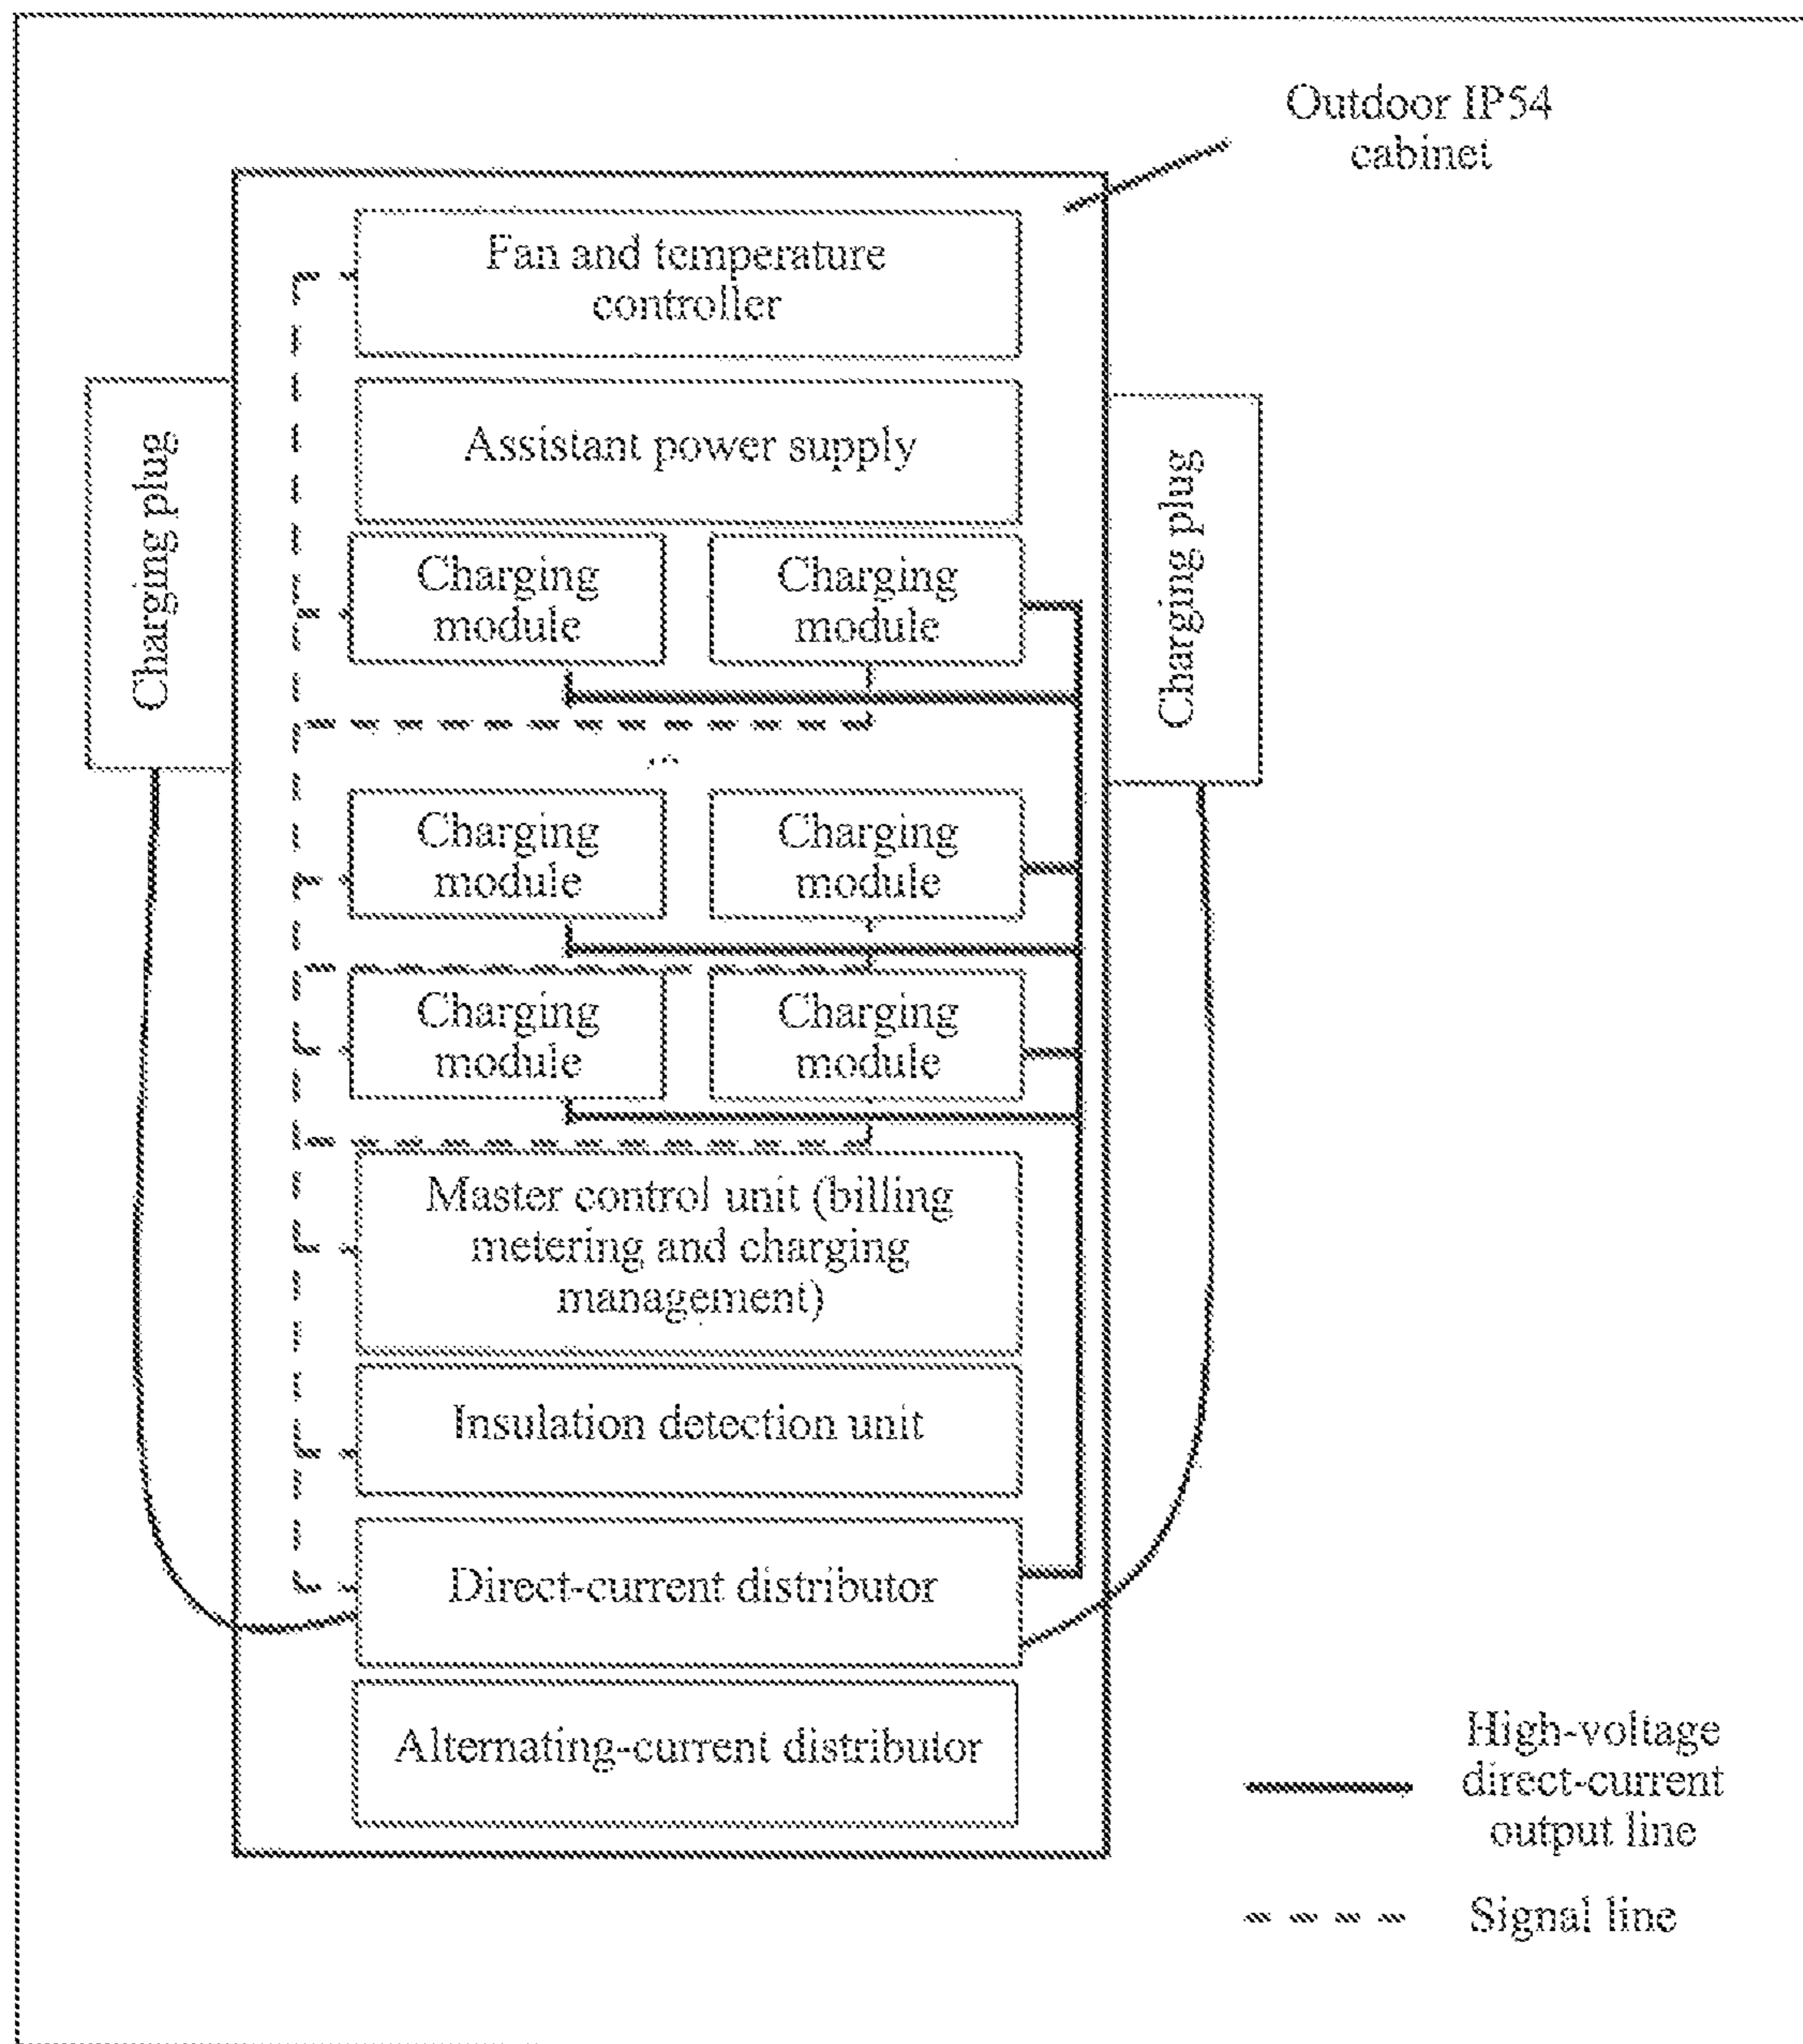 Outdoor IP54
cabinet
Fan and temperature
controller
Assistant power supply
Charging plug
Charging plug
Charging
module
Charging
module
Charging
module
Charging
module
Charging
module
Charging
module
Master control unit (billing
metering and charging
management)
Insulation detection unit
Direct-current distributor
Alternating-current distributor
High-voltage
direct-current
output line
Signal line